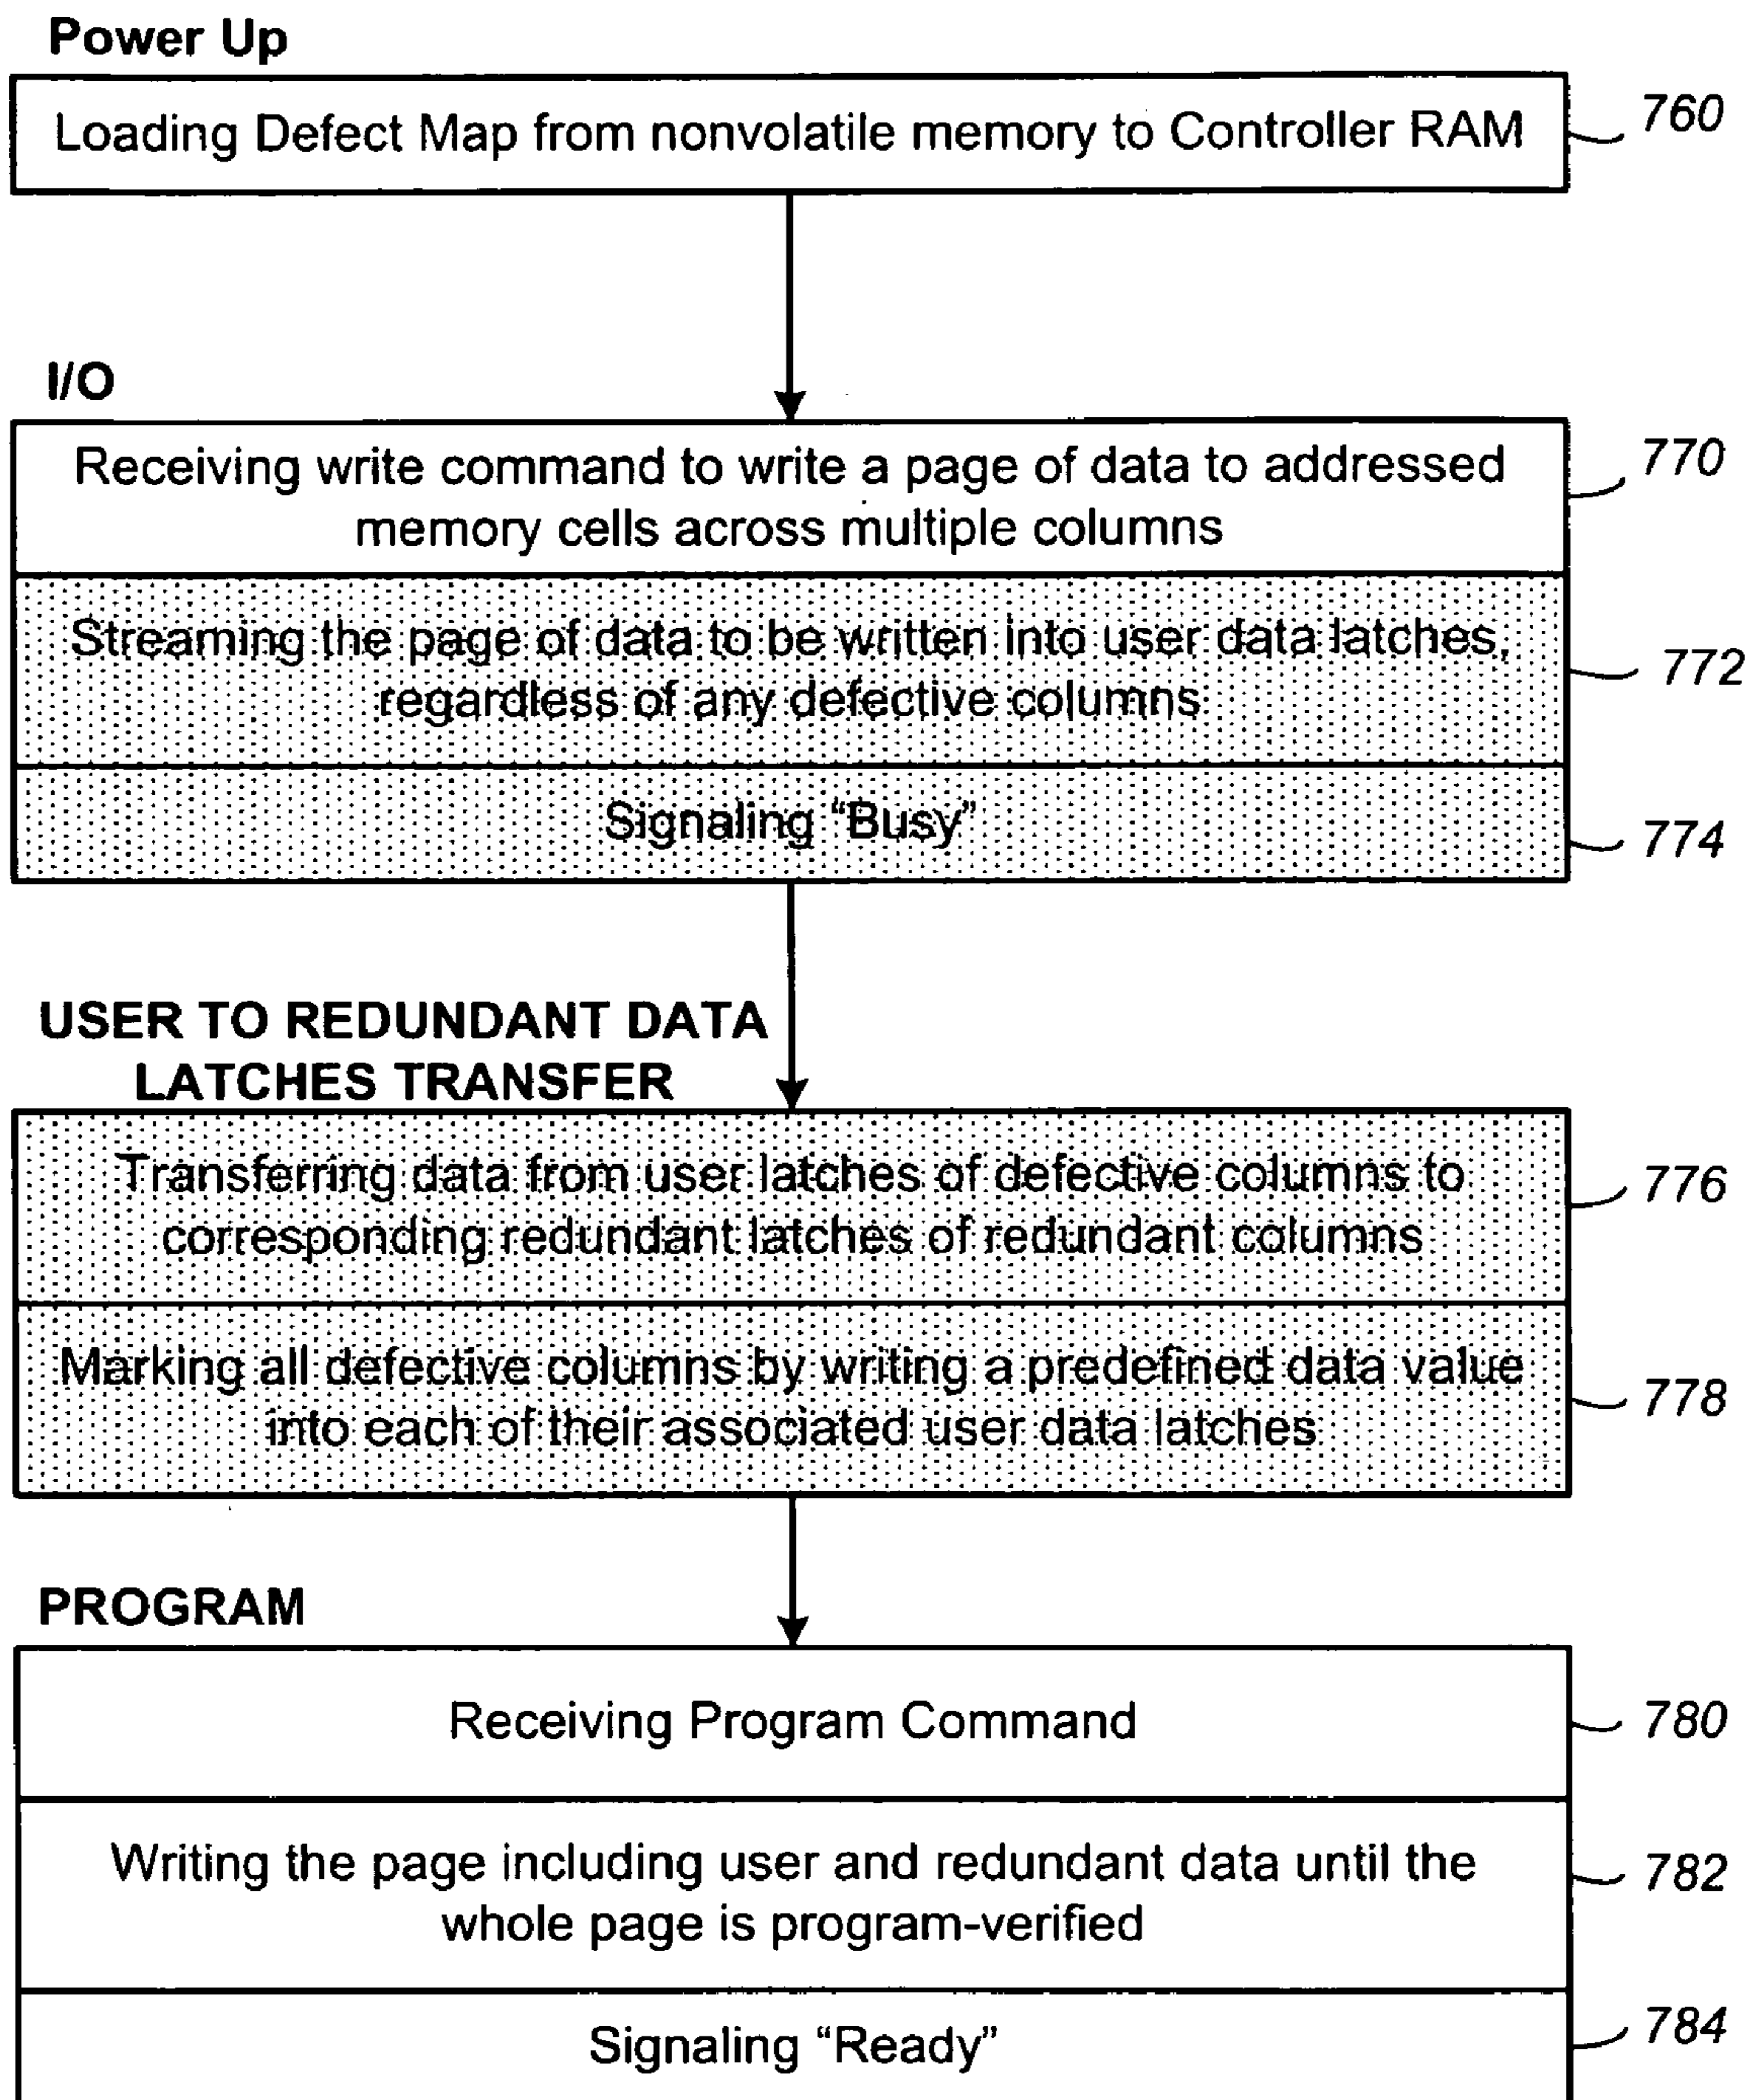 Power Up
Loading Defect Map from nonvolatile memory to Controller RAM
760
I/O
Receiving write command to write a page of data to addressed
memory cells across multiple columns
770
Streaming the page of data to be written into user data latches,
regardless of any defective columns
772
Signaling “Busy”
774
USER TO REDUNDANT DATA
LATCHES TRANSFER
Transferring data from user latches of defective columns to
corresponding redundant latches of redundant columns
776
Marking all defective columns by writing a predefined data value
into each of their associated user data latches
778
PROGRAM
Receiving Program Command
780
Writing the page including user and redundant data until the
whole page is program-verified
782
Signaling “Ready”
784